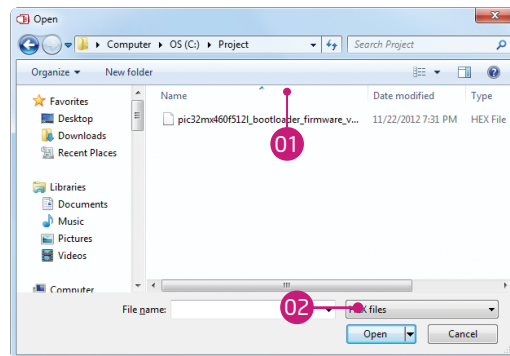 Open
Computer OS (C:) Project
Search Project
Organize New folder
Name Date modified Type
Favorites
Desktop
Downloads
Recent Places
Libraries
Documents
Music
Pictures
Videos
Computer
pic32mx460f512l_bootloader_firmware_v... 11/22/2012 7:31 PM HEX File
01
File name:
02
files
Open Cancel